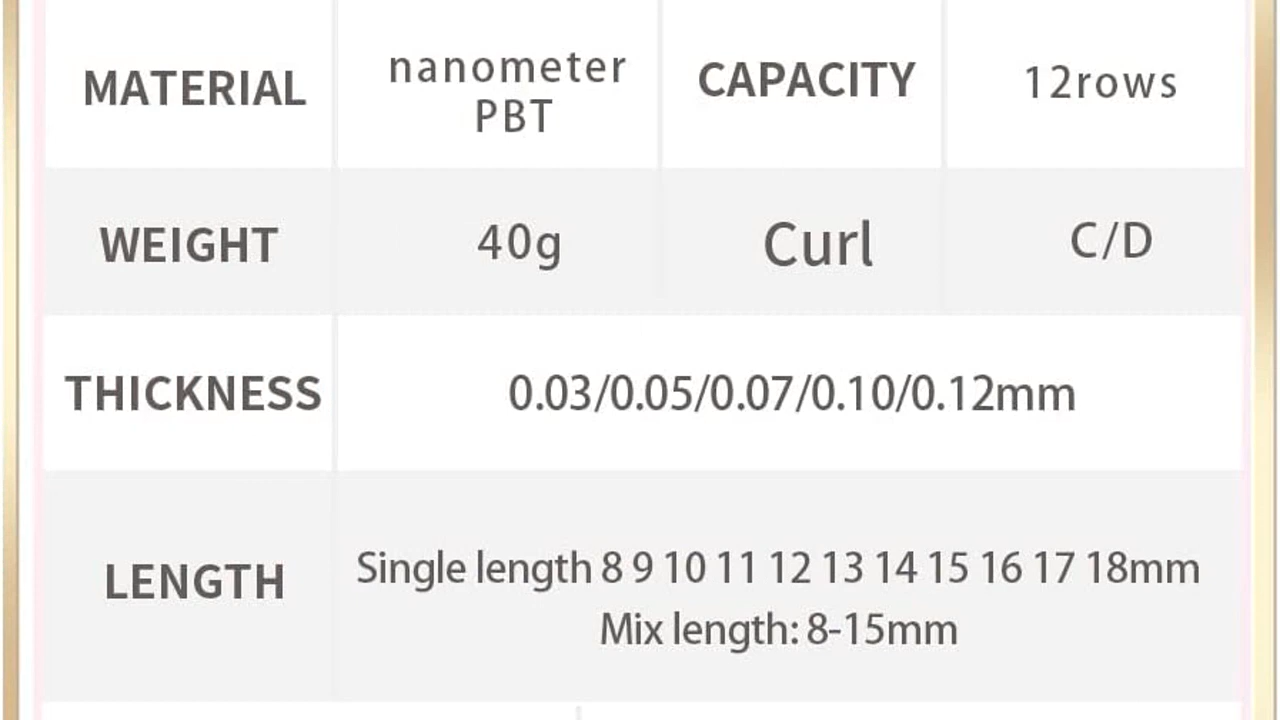 MATERIAL
nanometer
PBT
CAPACITY
12rows
WEIGHT
40g
Curl
C/D
THICKNESS
0.03/0.05/0.07/0.10/0.12mm
LENGTH
Single length 8 9 10 11 12 13 14 15 16 17 18mm
Mix length: 8-15mm